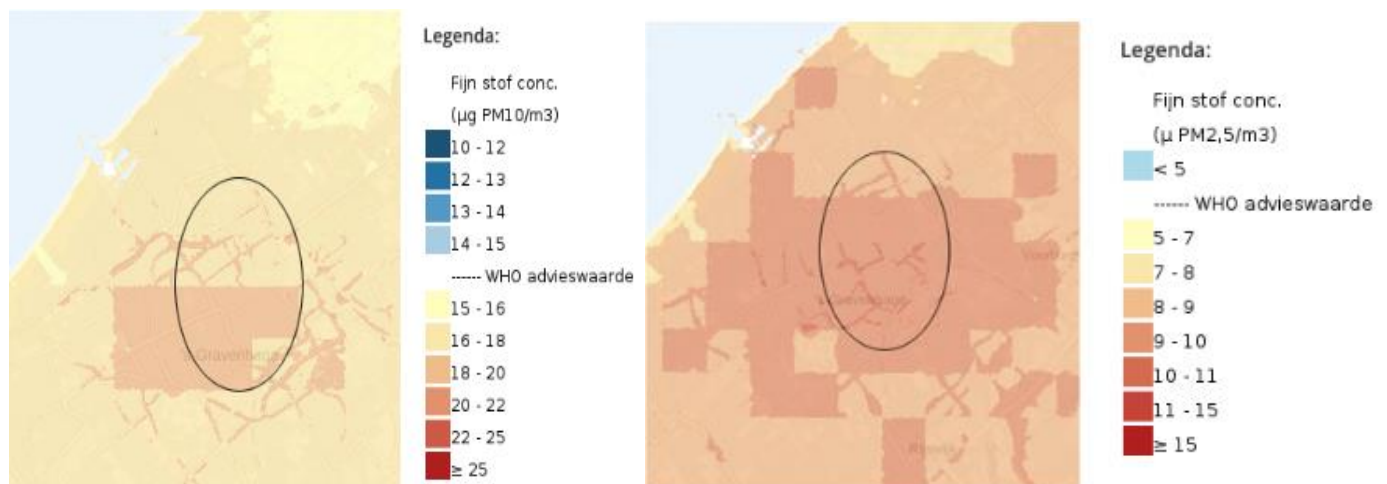 Legenda:
Fijn stof conc.
(µg PM10/m3)
10 - 12
12 - 13
13 - 14
14 - 15
------ WHO advieswaarde
15 - 16
16 - 18
18 - 20
20 - 22
22 - 25
≥ 25
's Gravenhage
Legenda:
Fijn stof conc.
(µ PM2,5/m3)
< 5
------ WHO advieswaarde
5 - 7
7 - 8
8 - 9
9 - 10
10 - 11
11 - 15
≥ 15
's Gravenhage